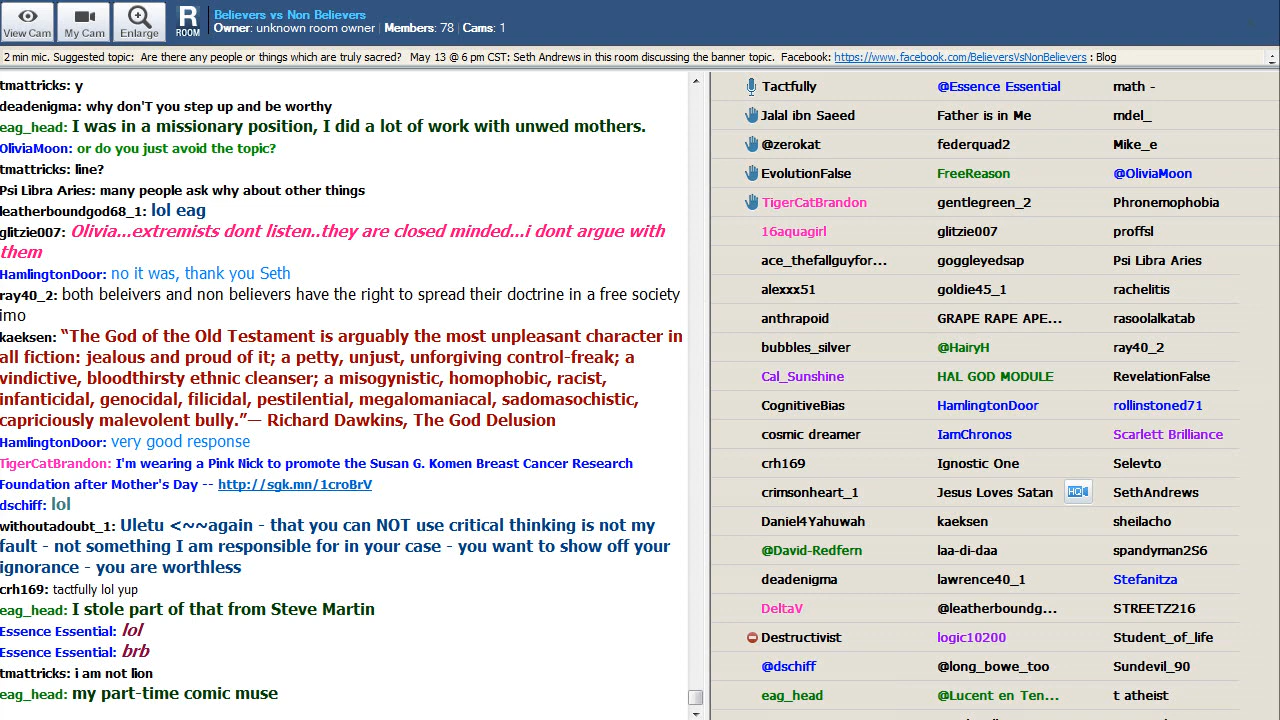 View Cam
My Cam
Enlarge
R
ROOM
Believers vs Non Believers
Owner: unknown room owner | Members: 78 | Cams: 1
2 min mic. Suggested topic: Are there any people or things which are truly sacred? May 13 @ 6 pm CST: Seth Andrews in this room discussing the banner topic. Facebook: https://www.facebook.com/BelieversVsNonBelievers : Blog
tmattricks: y
deadenigma: why don'T you step up and be worthy
eag_head: I was in a missionary position, I did a lot of work with unwed mothers.
OliviaMoon: or do you just avoid the topic?
tmattricks: line?
Psi Libra Aries: many people ask why about other things
leatherboundgod68_1: lol eag
glitzie007: Olivia...extremists dont listen..they are closed minded...i dont argue with
them
HamlingtonDoor: no it was, thank you Seth
ray40_2: both beleivers and non believers have the right to spread their doctrine in a free society
imo
kaeksen: “The God of the Old Testament is arguably the most unpleasant character in
all fiction: jealous and proud of it; a petty, unjust, unforgiving control-freak; a
vindictive, bloodthirsty ethnic cleanser; a misogynistic, homophobic, racist,
infanticidal, genocidal, filicidal, pestilential, megalomaniacal, sadomasochistic,
capriciously malevolent bully.”— Richard Dawkins, The God Delusion
HamlingtonDoor: very good response
TigerCatBrandon: I'm wearing a Pink Nick to promote the Susan G. Komen Breast Cancer Research
Foundation after Mother's Day -- http://sgk.mn/1croBrV
dschiff: lol
withoutadoubt_1: Uletu <~~again - that you can NOT use critical thinking is not my
fault - not something I am responsible for in your case - you want to show off your
ignorance - you are worthless
crh169: tactfully lol yup
eag_head: I stole part of that from Steve Martin
Essence Essential: lol
Essence Essential: brb
tmattricks: i am not lion
eag_head: my part-time comic muse
Tactfully @Essence Essential math -
Jalal ibn Saeed Father is in Me mdel_
@zerokat federquad2 Mike_e
EvolutionFalse FreeReason @OliviaMoon
TigerCatBrandon gentlegreen_2 Phronemophobia
16aquagirl glitzie007 proffsl
ace_thefallguyfor... goggleyedsap Psi Libra Aries
alexxx51 goldie45_1 rachelitis
anthrapoid GRAPE RAPE APE... rasoolalkatab
bubbles_silver @HairyH ray40_2
Cal_Sunshine HAL GOD MODULE RevelationFalse
CognitiveBias HamlingtonDoor rollinstoned71
cosmic dreamer IamChronos Scarlett Brilliance
crh169 Ignostic One Selevto
crimsonheart_1 Jesus Loves Satan HQ SethAndrews
Daniel4Yahuwah kaeksen sheilacho
@David-Redfern laa-di-daa spandyman2S6
deadenigma lawrence40_1 Stefanitza
DeltaV @leatherboundg... STREETZ216
Destructivist logic10200 Student_of_life
@dschiff @long_bowe_too Sundevil_90
eag_head @Lucent en Ten... t atheist